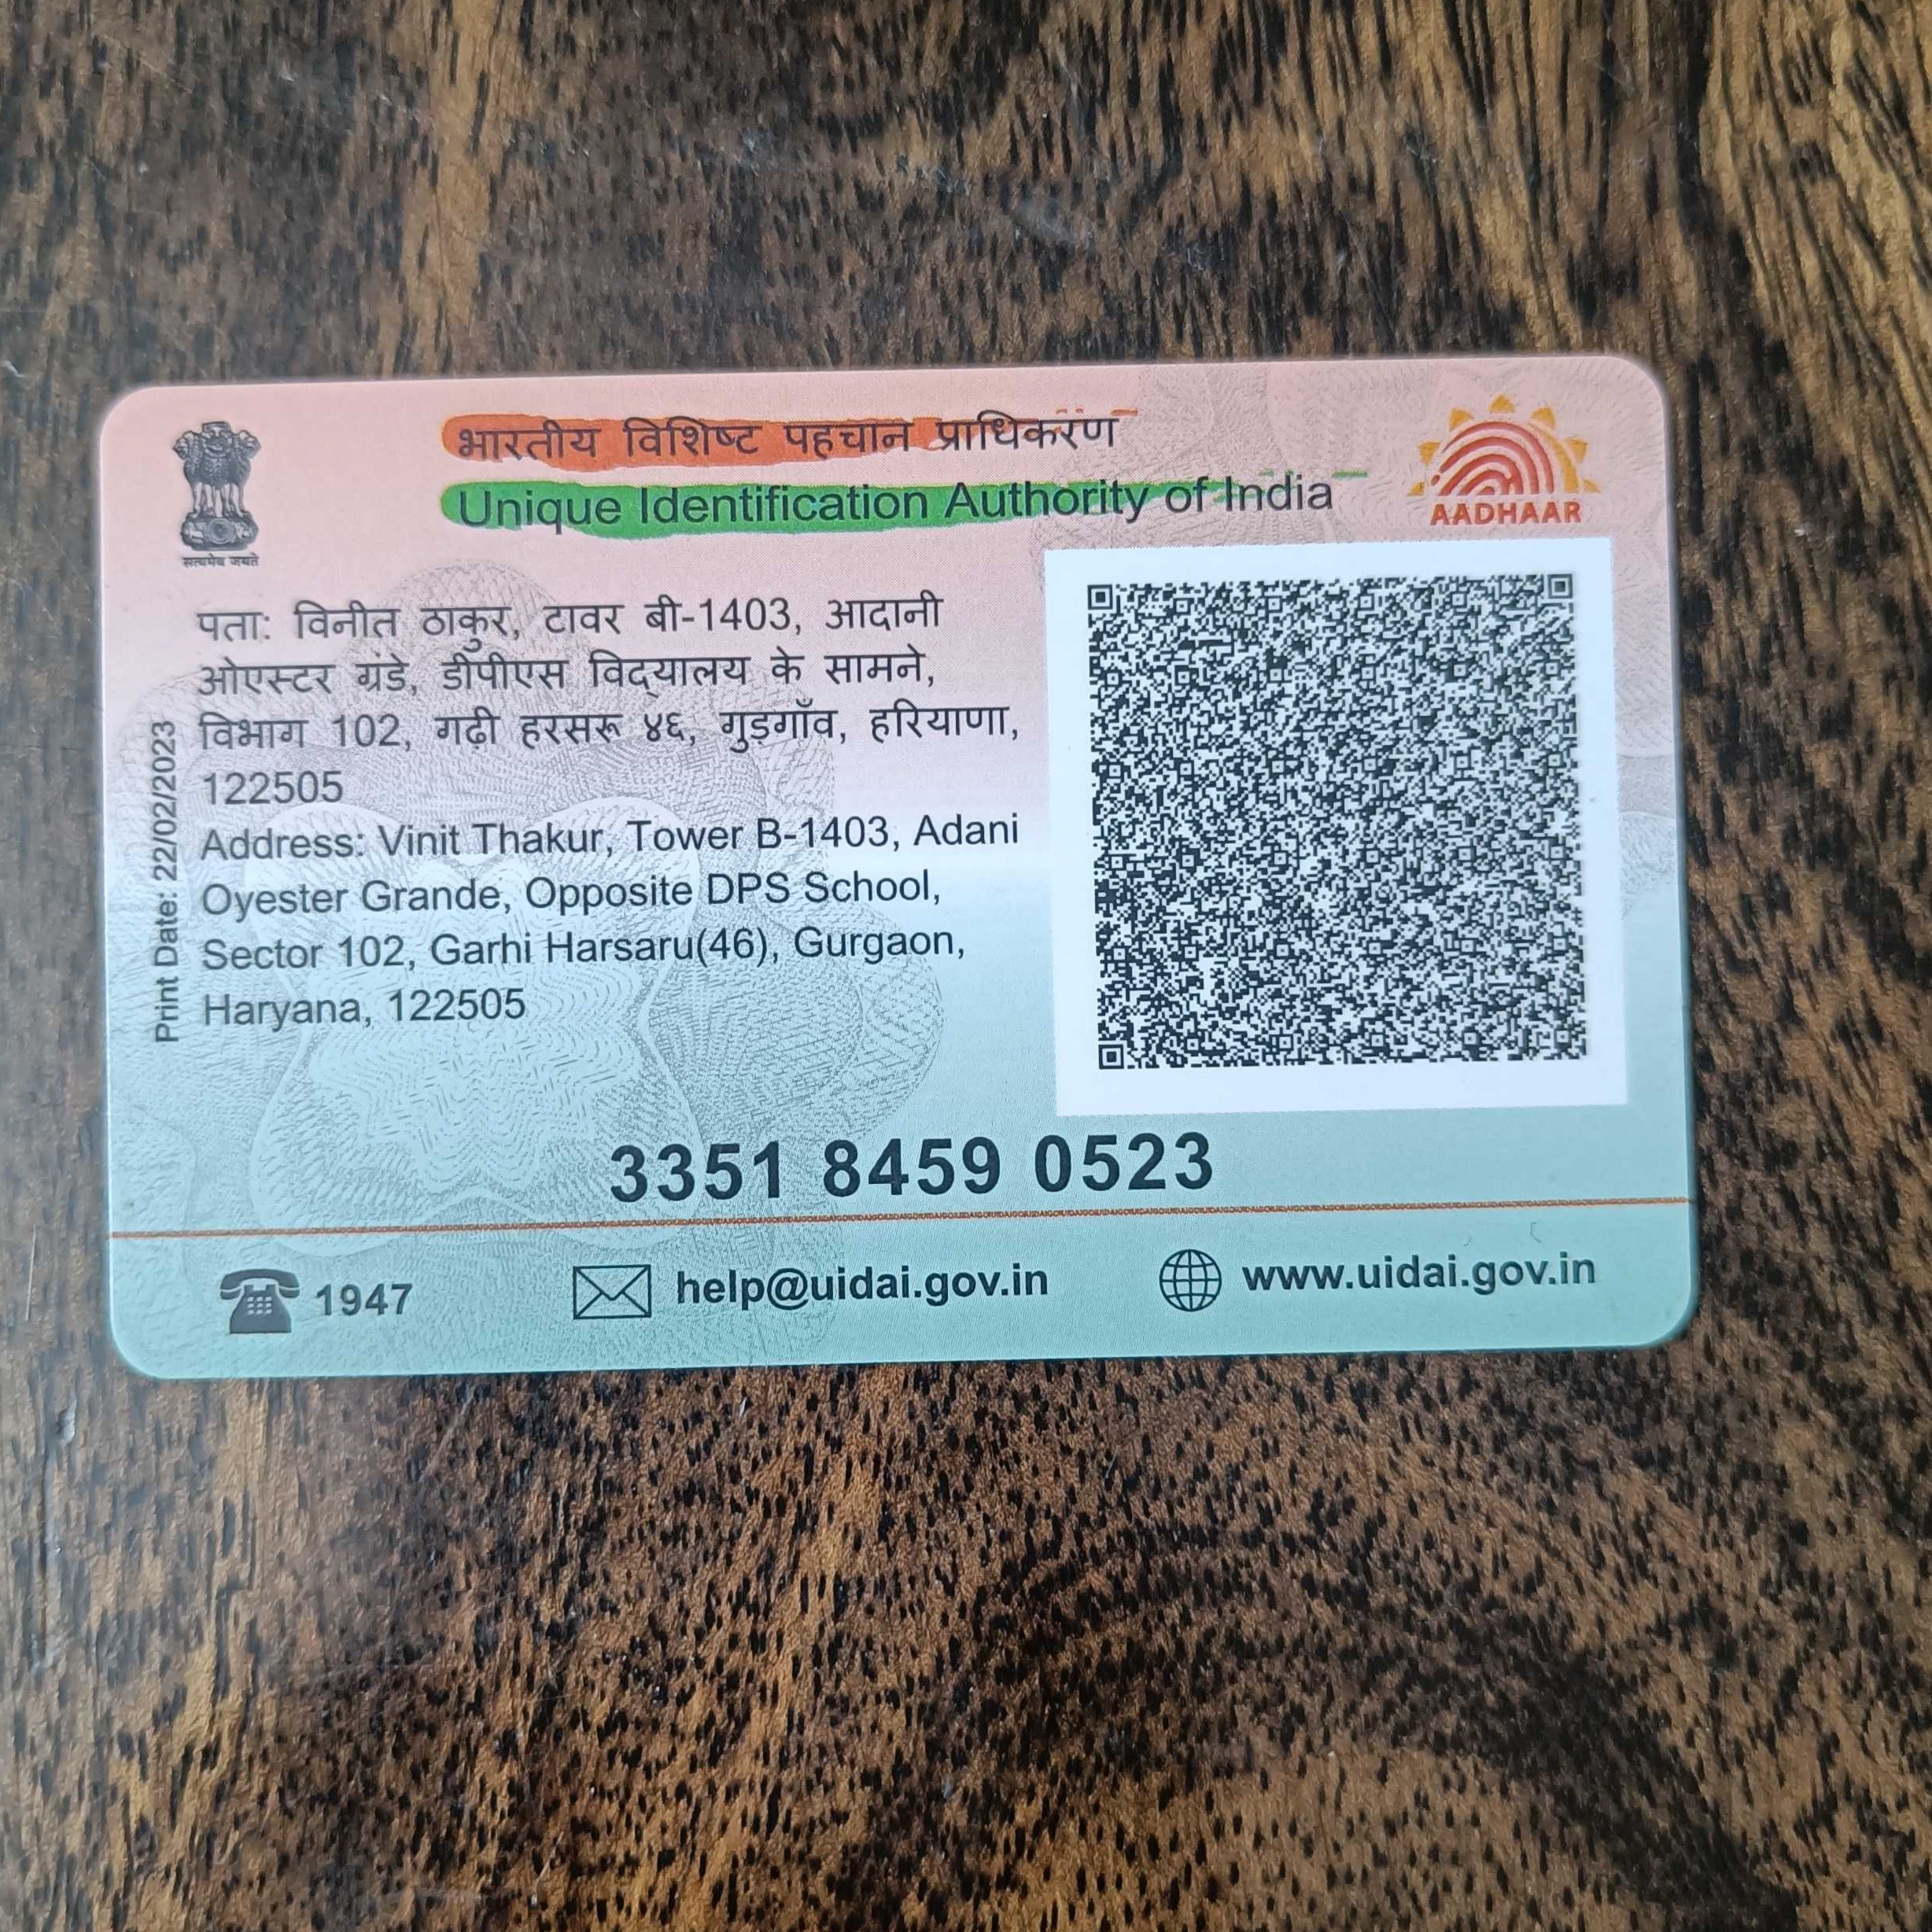 भारतीय विशिष्ट पहचान प्राधिकरण
Unique Identification Authority of India
AADHAAR
सत्यमेव जयते
पता: विनीत ठाकुर, टावर बी-1403, आदानी
ओएस्टर ग्रंडे, डीपीएस विद्यालय के सामने,
विभाग 102, गढी हरसरू ४६, गुड़गाँव, हरियाणा,
122505
Address: Vinit Thakur, Tower B-1403, Adani
Oyester Grande, Opposite DPS School,
Sector 102, Garhi Harsaru(46), Gurgaon,
Haryana, 122505
Print Date: 22/02/2023
3351 8459 0523
1947
help@uidai.gov.in
www.uidai.gov.in